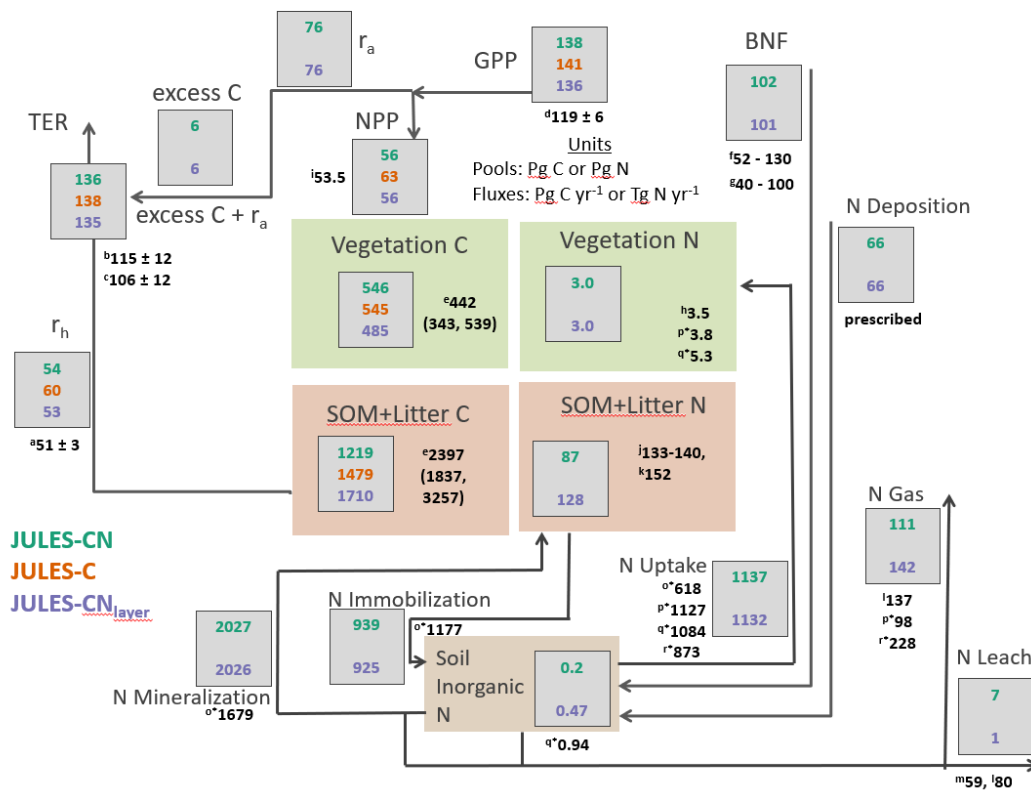 76
76
r_a
GPP
138
141
136
ᵈ119 ± 6
BNF
102
101
ᶠ52 - 130
ᵍ40 - 100
excess C
6
6
TER
136
138
135
ᵇ115 ± 12
ᶜ106 ± 12
excess C + r_a
NPP
ⁱ53.5
56
63
56
Units
Pools: Pg C or Pg N
Fluxes: Pg C yr⁻¹ or Tg N yr⁻¹
N Deposition
66
66
prescribed
Vegetation C
546
545
485
ᵉ442
(343, 539)
Vegetation N
3.0
3.0
ʰ3.5
ᵖ*3.8
q*5.3
r_h
54
60
53
ᵃ51 ± 3
SOM+Litter C
1219
1479
1710
ᵉ2397
(1837,
3257)
SOM+Litter N
87
128
ʲ133-140,
ᵏ152
JULES-CN
JULES-C
JULES-CN_layer
N Gas
111
142
ˡ137
ᵖ*98
ʳ*228
N Uptake
ᵒ*618
ᵖ*1127
q*1084
ʳ*873
1137
1132
N Immobilization
939
925
ᵒ*1177
2027
2026
N Mineralization
ᵒ*1679
Soil
Inorganic
N
0.2
0.47
q*0.94
N Leach
7
1
ᵐ59, ˡ80